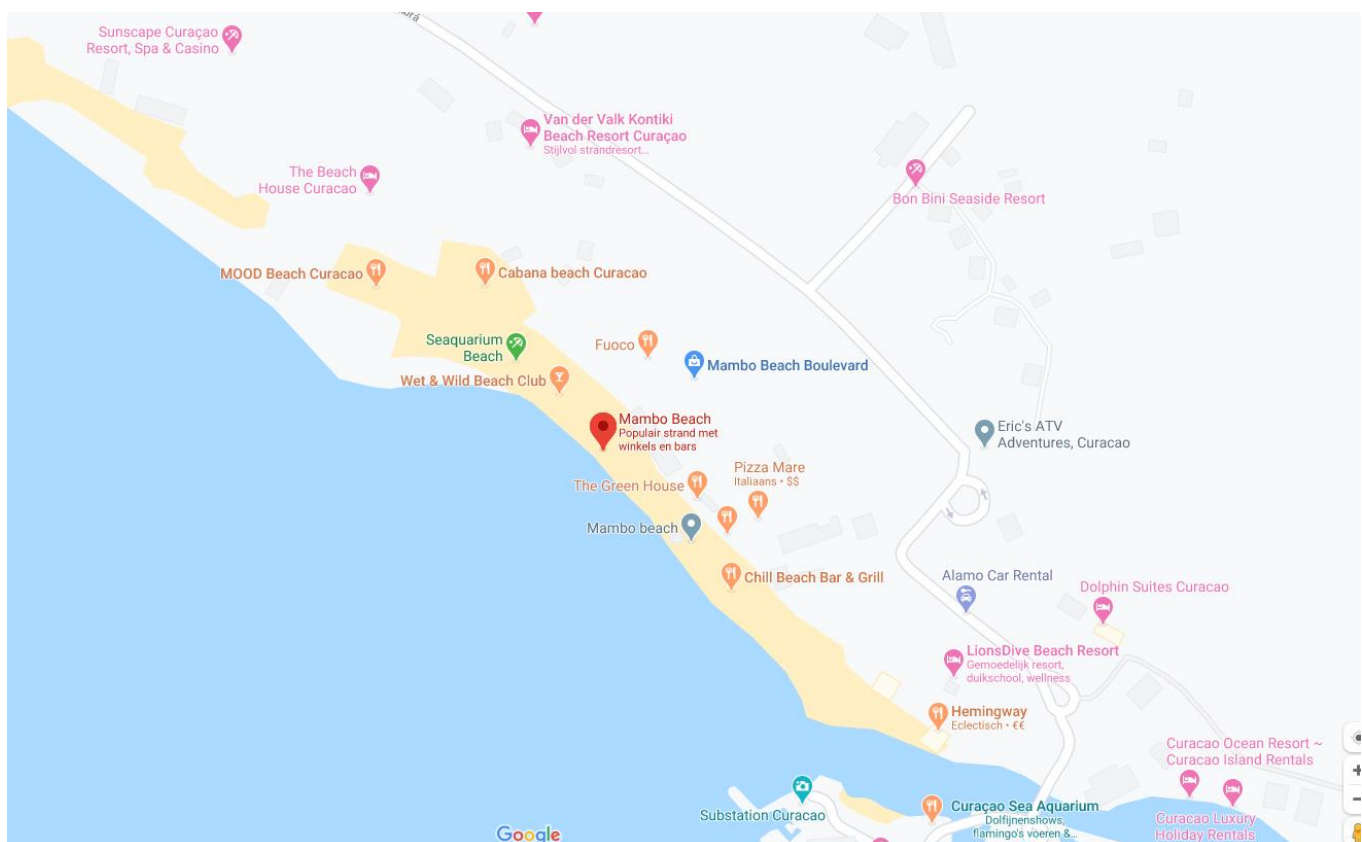 Sunscape Curaçao
Resort, Spa & Casino
Van der Valk Kontiki
Beach Resort Curaçao
Stijlvol strandresort...
The Beach
House Curacao
Bon Bini Seaside Resort
MOOD Beach Curacao
Cabana beach Curacao
Seaquarium
Beach
Fuoco
Mambo Beach Boulevard
Wet & Wild Beach Club
Mambo Beach
Populair strand met
winkels en bars
Eric's ATV
Adventures, Curacao
Pizza Mare
Italiaans • $$
The Green House
Mambo beach
Chill Beach Bar & Grill
Alamo Car Rental
Dolphin Suites Curacao
LionsDive Beach Resort
Gemoedelijk resort,
duikschool, wellness
Hemingway
Eclectisch • €€
Curacao Ocean Resort ~
Curacao Island Rentals
Substation Curacao
Curaçao Sea Aquarium
Dolfijnenshows,
flamingo's voeren &...
Curacao Luxury
Holiday Rentals
Google